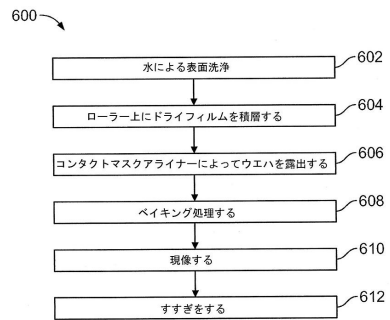 600
水による表面洗浄
602
ローラー上にドライフィルムを積層する
604
コンタクトマスクアライナーによってウエハを露出する
606
ベイキング処理する
608
現像する
610
すすぎをする
612